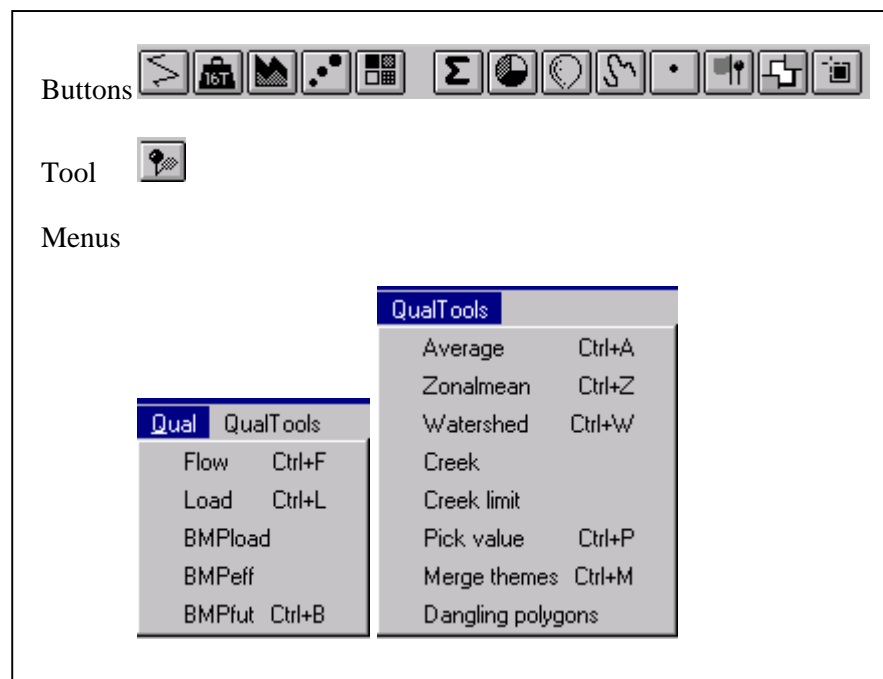 Buttons 16T Σ
Tool
Menus
QualTools
Average Ctrl+A
Zonalmean Ctrl+Z
Watershed Ctrl+W
Creek
Creek limit
Pick value Ctrl+P
Merge themes Ctrl+M
Dangling polygons
Qual QualTools
Flow Ctrl+F
Load Ctrl+L
BMPload
BMPeff
BMPfut Ctrl+B